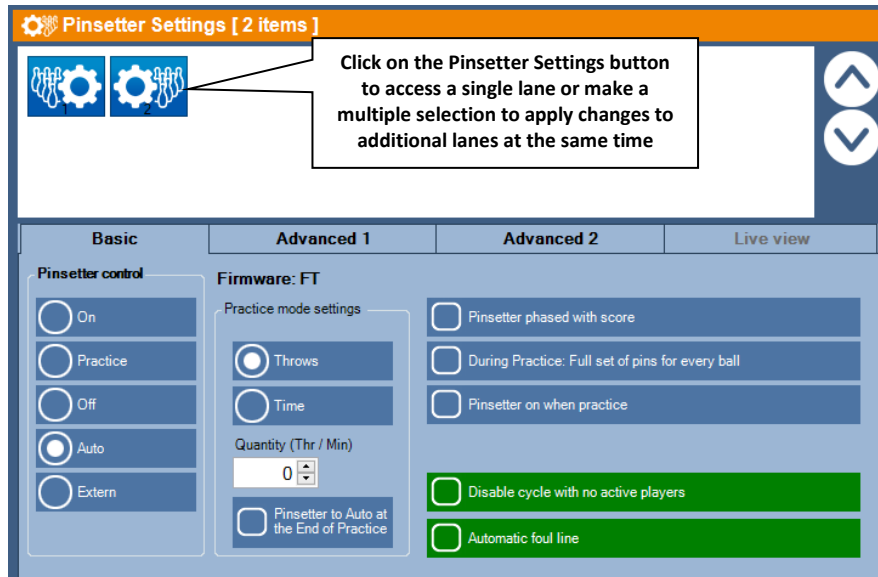 Pinsetter Settings [ 2 items ]
Click on the Pinsetter Settings button
to access a single lane or make a
multiple selection to apply changes to
additional lanes at the same time
1
2
Basic
Advanced 1
Advanced 2
Live view
Pinsetter control
On
Practice
Off
Auto
Extern
Firmware: FT
Practice mode settings
Throws
Time
Quantity (Thr / Min)
0
Pinsetter to Auto at
the End of Practice
Pinsetter phased with score
During Practice: Full set of pins for every ball
Pinsetter on when practice
Disable cycle with no active players
Automatic foul line